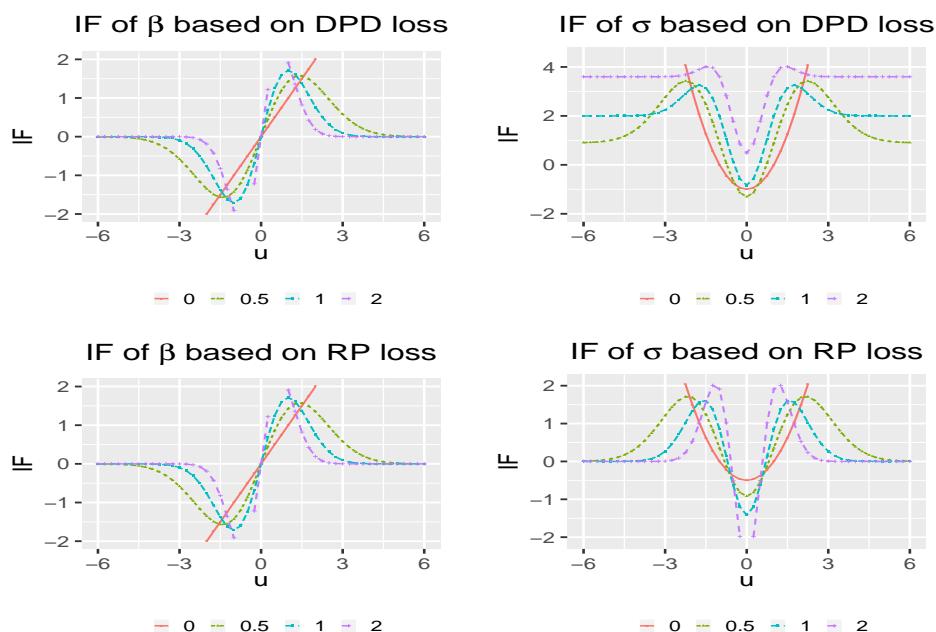 IF of β based on DPD loss
2
1
0
−1
−2
IF
−6 −3 0 3 6
u
0 0.5 1 2
IF of σ based on DPD loss
4
2
0
−2
IF
−6 −3 0 3 6
u
0 0.5 1 2
IF of β based on RP loss
2
1
0
−1
−2
IF
−6 −3 0 3 6
u
0 0.5 1 2
IF of σ based on RP loss
2
1
0
−1
−2
IF
−6 −3 0 3 6
u
0 0.5 1 2